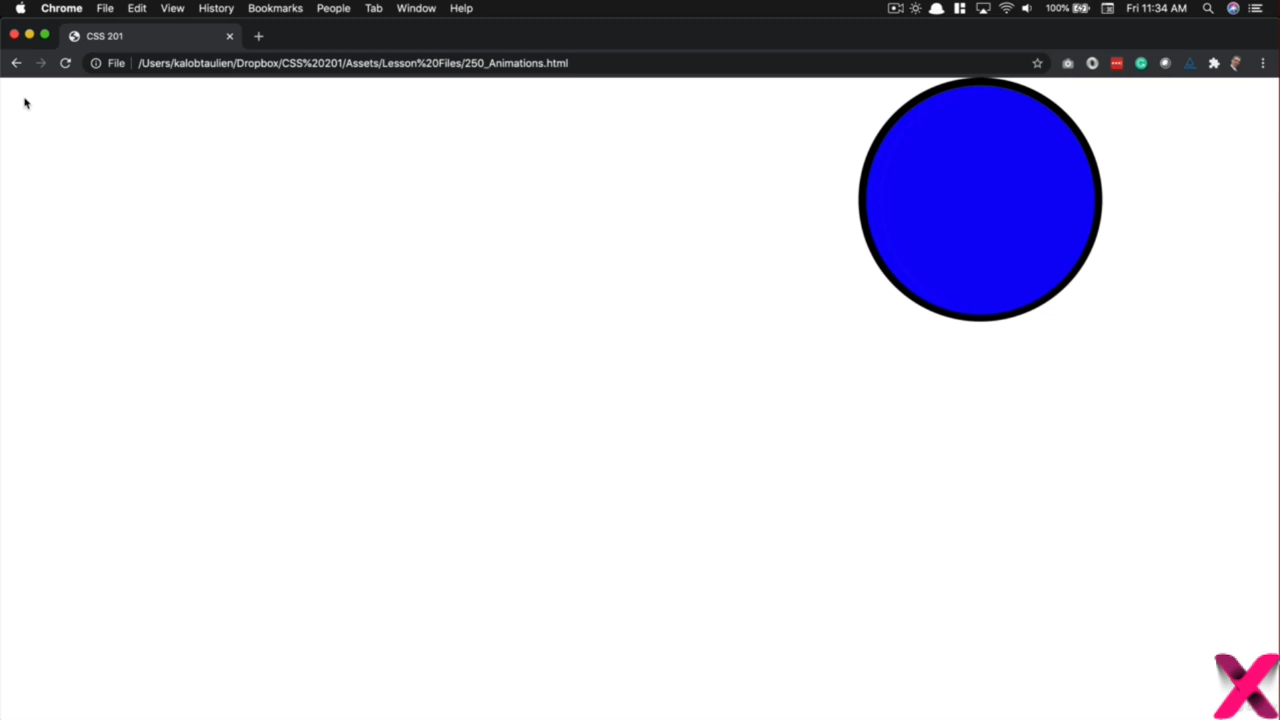 Chrome File Edit View History Bookmarks People Tab Window Help 100% Fri 11:34 AM
CSS 201
File /Users/kalobtaulien/Dropbox/CSS%20201/Assets/Lesson%20Files/250_Animations.html
X